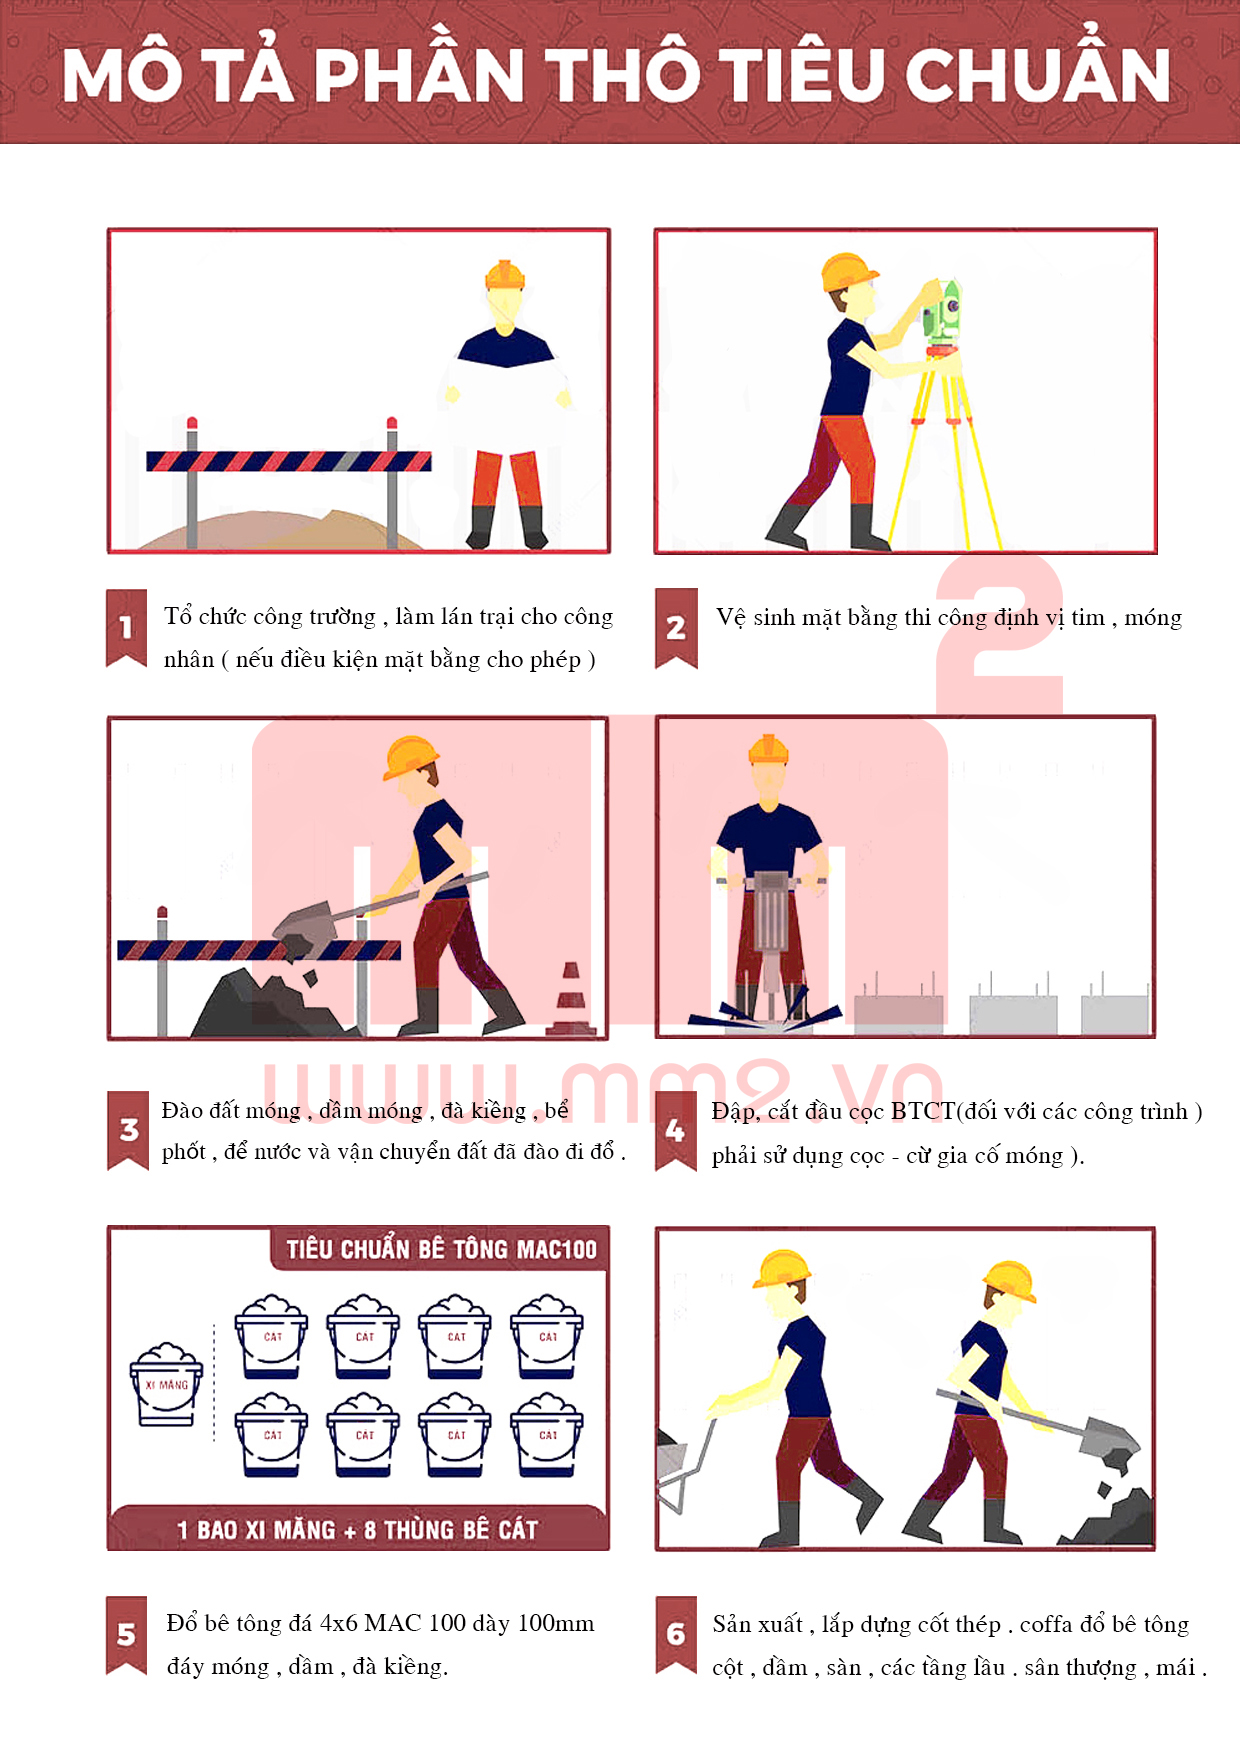 MÔ TẢ PHẦN THÔ TIÊU CHUẨN
1
Tổ chức công trường , làm lán trại cho công
nhân ( nếu điều kiện mặt bằng cho phép )
2
Vệ sinh mặt bằng thi công định vị tim , móng
mm2
3
Đào đất móng , dầm móng , đà kiềng , bể
phốt , để nước và vận chuyển đất đã đào đi đổ .
4
Đập, cắt đầu cọc BTCT(đối với các công trình )
phải sử dụng cọc - cừ gia cố móng ).
www.mm2.vn
TIÊU CHUẨN BÊ TÔNG MAC100
XI MĂNG
CÁT CÁT CÁT CÁT
CÁT CÁT CÁT CÁT
1 BAO XI MĂNG + 8 THÙNG BÊ CÁT
5
Đổ bê tông đá 4x6 MAC 100 dày 100mm
đáy móng , dầm , đà kiềng.
6
Sản xuất , lắp dựng cốt thép . coffa đổ bê tông
cột , dầm , sàn , các tầng lầu . sân thượng , mái .